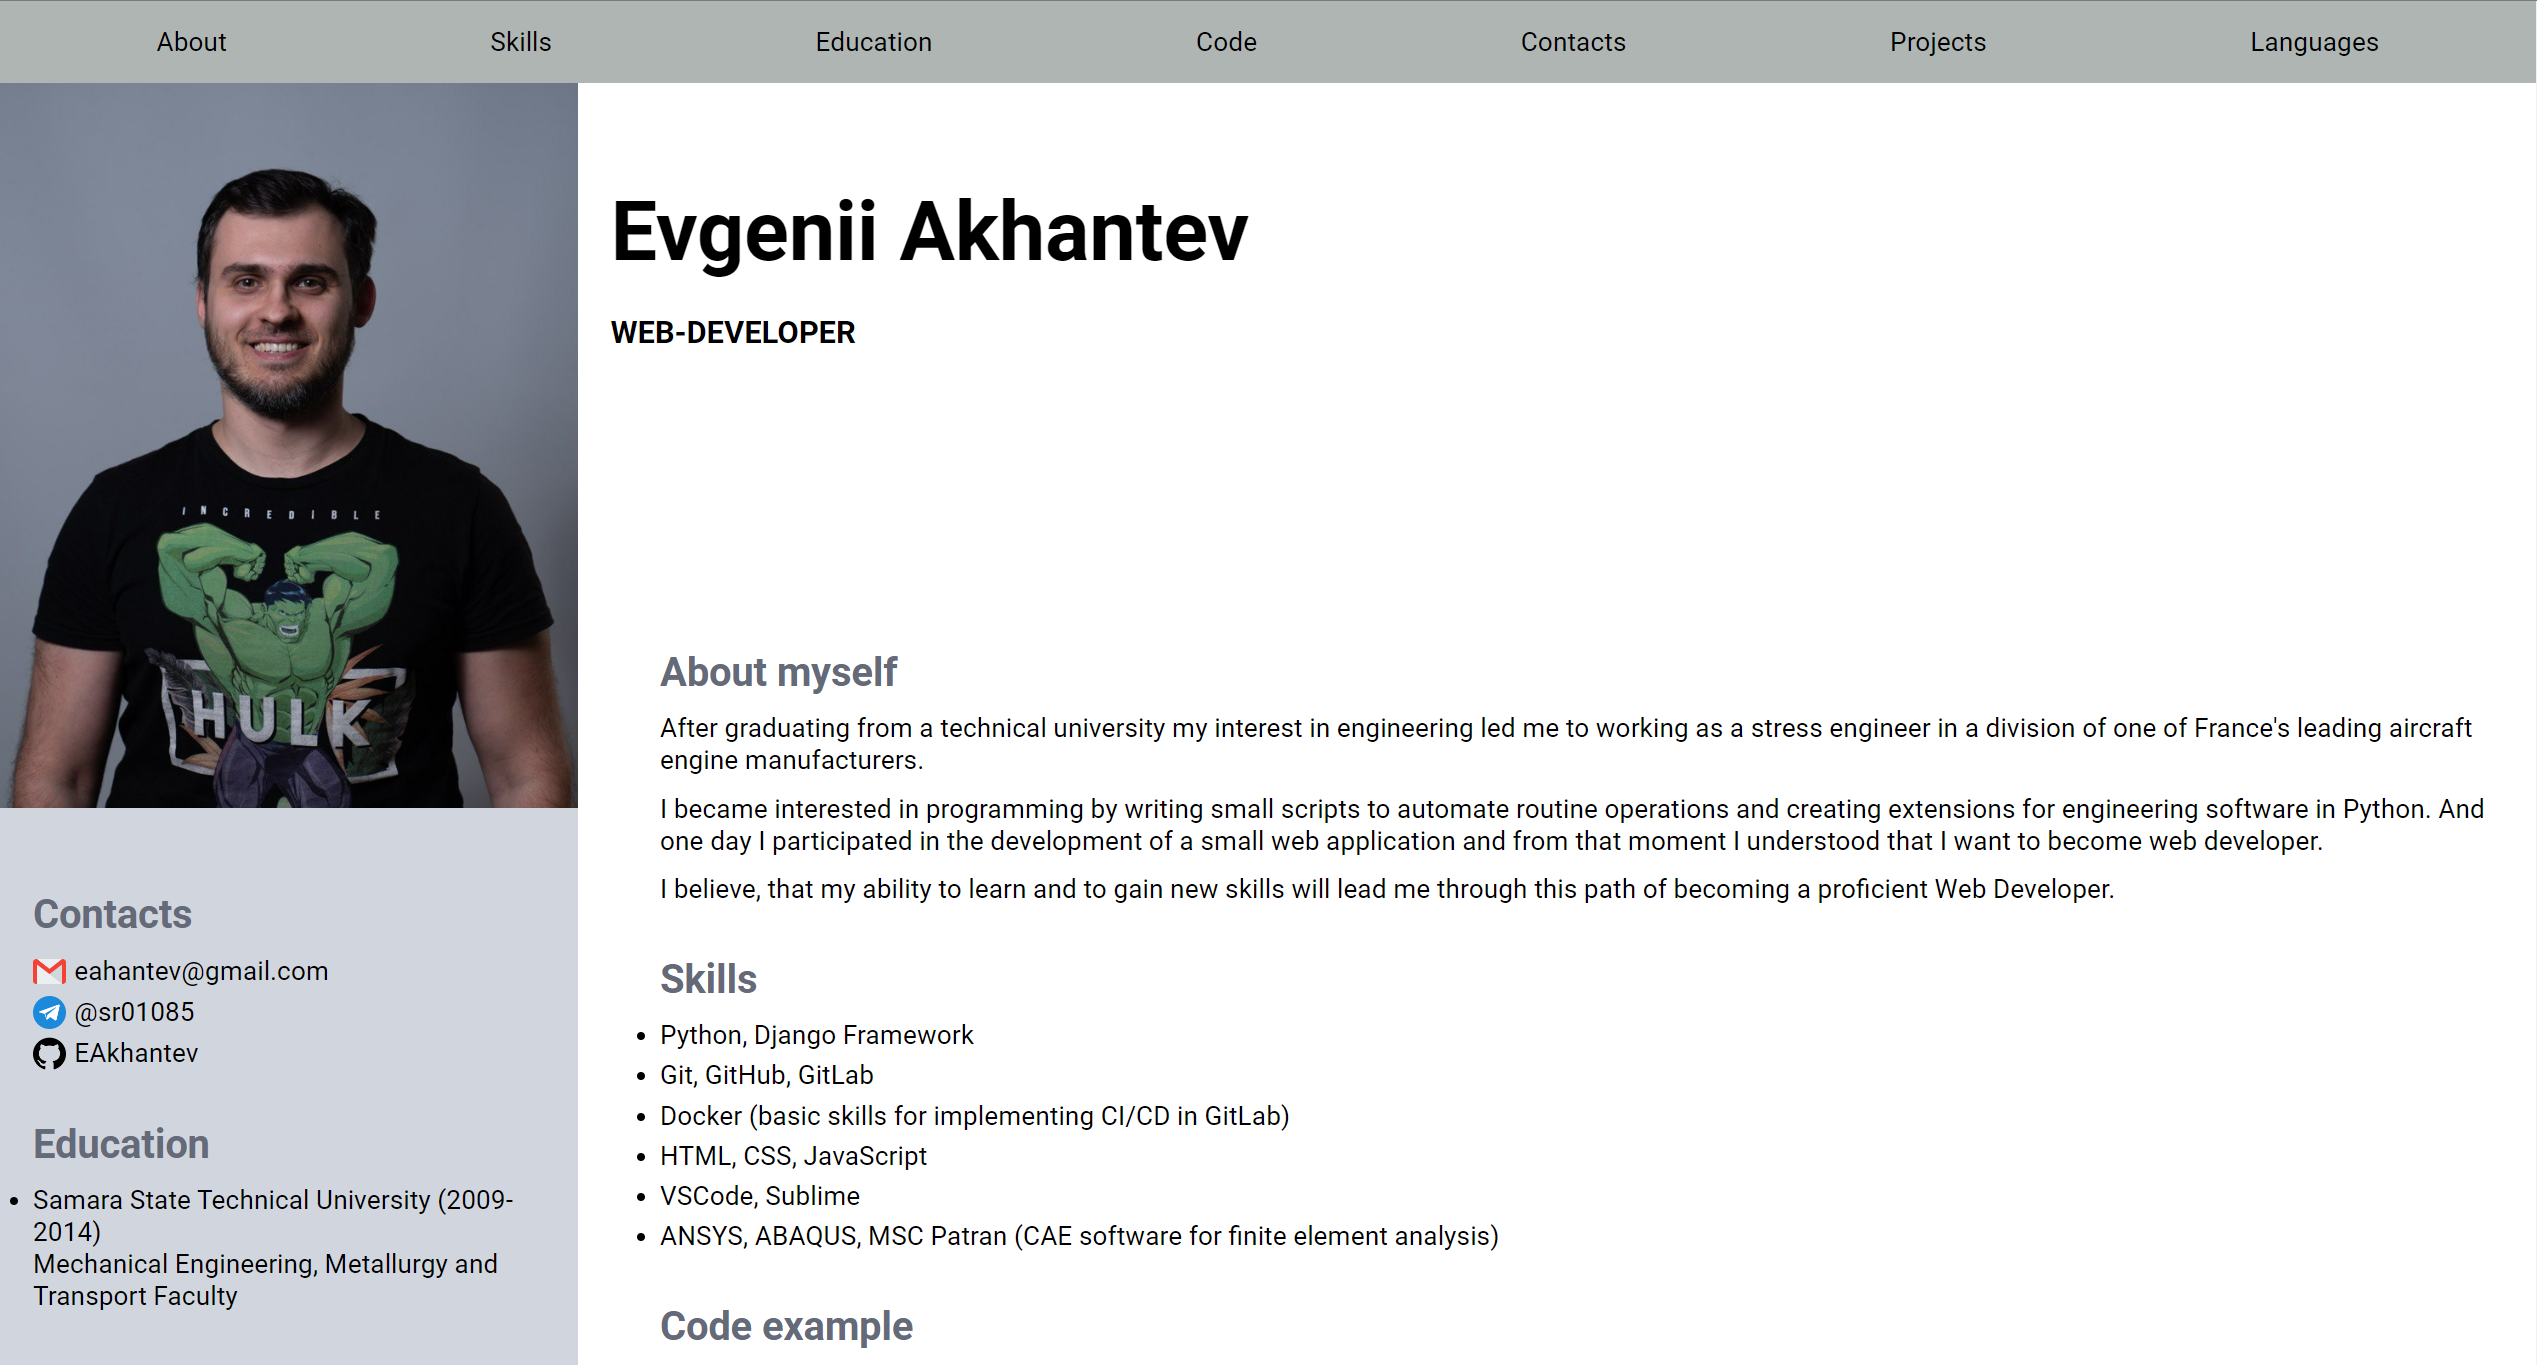 About Skills Education Code Contacts Projects Languages
INCREDIBLE
HULK
Contacts
eahantev@gmail.com
@sr01085
EAkhantev
Education
• Samara State Technical University (2009-
2014)
Mechanical Engineering, Metallurgy and
Transport Faculty
Evgenii Akhantev
WEB-DEVELOPER
About myself
After graduating from a technical university my interest in engineering led me to working as a stress engineer in a division of one of France's leading aircraft
engine manufacturers.
I became interested in programming by writing small scripts to automate routine operations and creating extensions for engineering software in Python. And
one day I participated in the development of a small web application and from that moment I understood that I want to become web developer.
I believe, that my ability to learn and to gain new skills will lead me through this path of becoming a proficient Web Developer.
Skills
• Python, Django Framework
• Git, GitHub, GitLab
• Docker (basic skills for implementing CI/CD in GitLab)
• HTML, CSS, JavaScript
• VSCode, Sublime
• ANSYS, ABAQUS, MSC Patran (CAE software for finite element analysis)
Code example